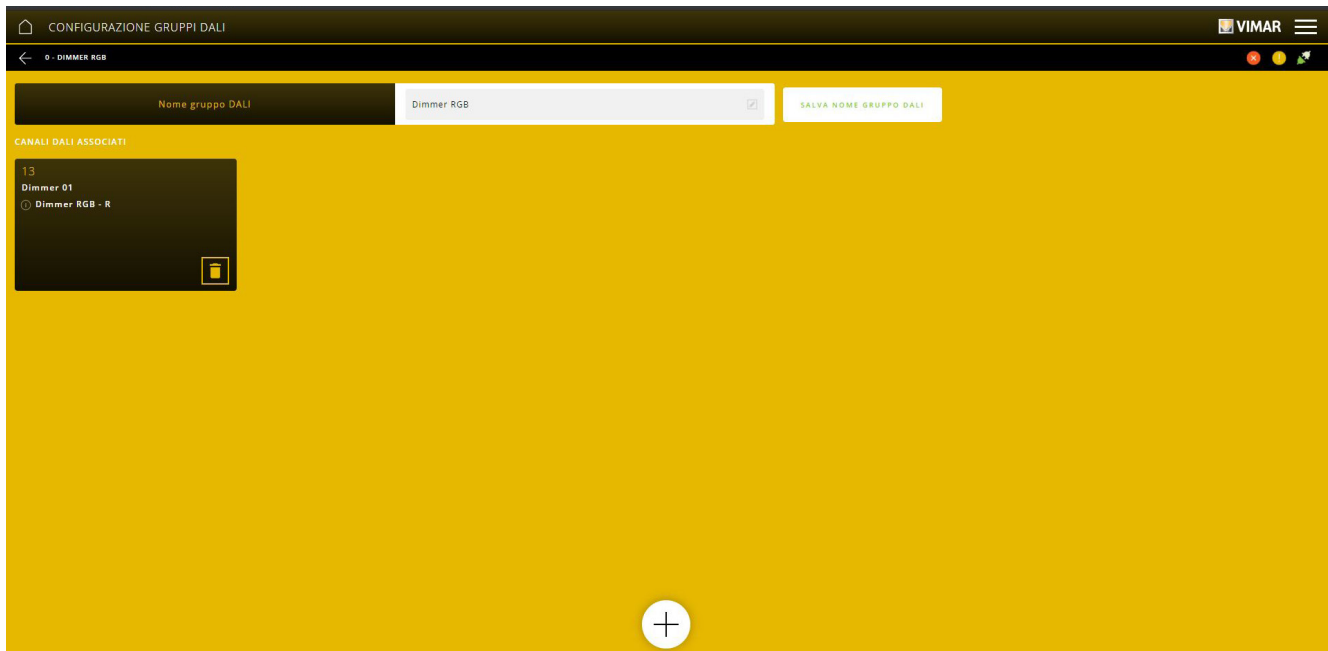 CONFIGURAZIONE GRUPPI DALI
VIMAR
0 - DIMMER RGB
Nome gruppo DALI
Dimmer RGB
SALVA NOME GRUPPO DALI
CANALI DALI ASSOCIATI
13
Dimmer 01
Dimmer RGB - R